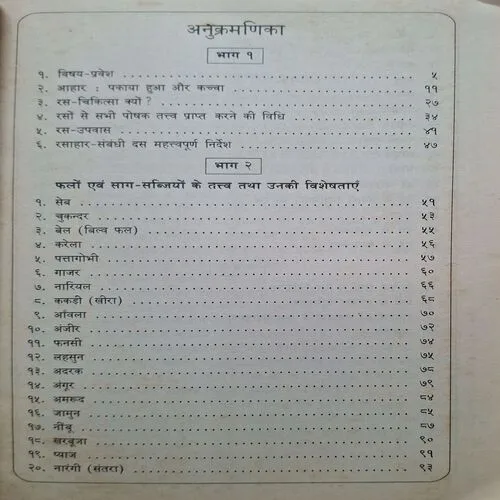 अनुक्रमणिका
भाग १
१. विषय-प्रवेश ........ ५
२. आहार : पकाया हुआ और कच्चा ........ ११
३. रस-चिकित्सा क्यों ? ........ २७
४. रसों से सभी पोषक तत्त्व प्राप्त करने की विधि ........ ३४
५. रस-उपवास ........ ४१
६. रसाहार-संबंधी दस महत्त्वपूर्ण निर्देश ........ ४७
भाग २
फलों एवं साग-सब्जियों के तत्त्व तथा उनकी विशेषताएँ
१. सेब ........ ५१
२. चुकन्दर ........ ५३
३. बेल (बिल्व फल) ........ ५५
४. करेला ........ ५६
५. पत्तागोभी ........ ५७
६. गाजर ........ ६०
७. नारियल ........ ६६
८. ककडी (खीरा) ........ ६८
९. आँवला ........ ७०
१०. अंजीर ........ ७२
११. फनसी ........ ७४
१२. लहसुन ........ ७५
१३. अदरक ........ ७८
१४. अंगूर ........ ७९
१५. अमरूद ........ ८४
१६. जामुन ........ ८५
१७. नींबू ........ ८७
१८. खरबूजा ........ ९०
१९. प्याज ........ ९१
२०. नारंगी (संतरा) ........ ९३